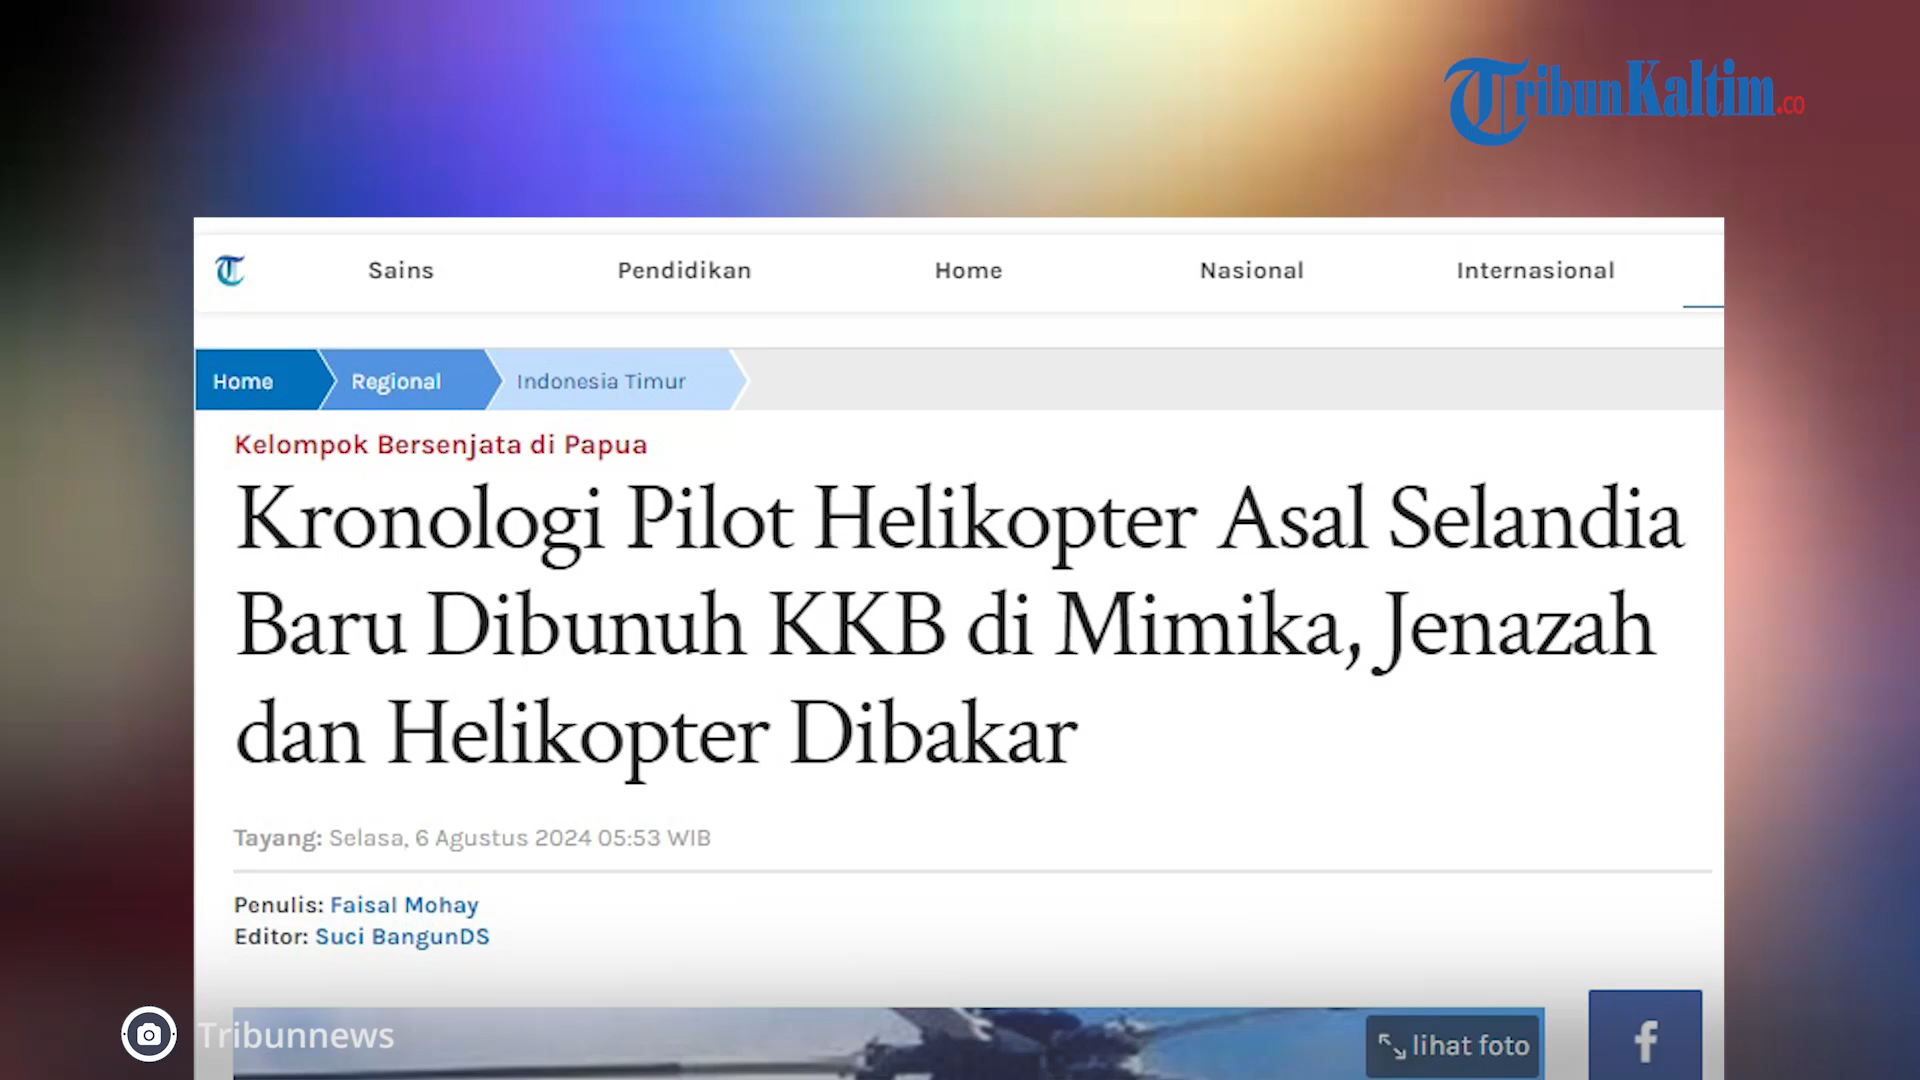 TribunKaltim.co
Sains Pendidikan Home Nasional Internasional
Home Regional Indonesia Timur
Kelompok Bersenjata di Papua
Kronologi Pilot Helikopter Asal Selandia
Baru Dibunuh KKB di Mimika, Jenazah
dan Helikopter Dibakar
Tayang: Selasa, 6 Agustus 2024 05:53 WIB
Penulis: Faisal Mohay
Editor: Suci BangunDS
Tribunnews
lihat foto